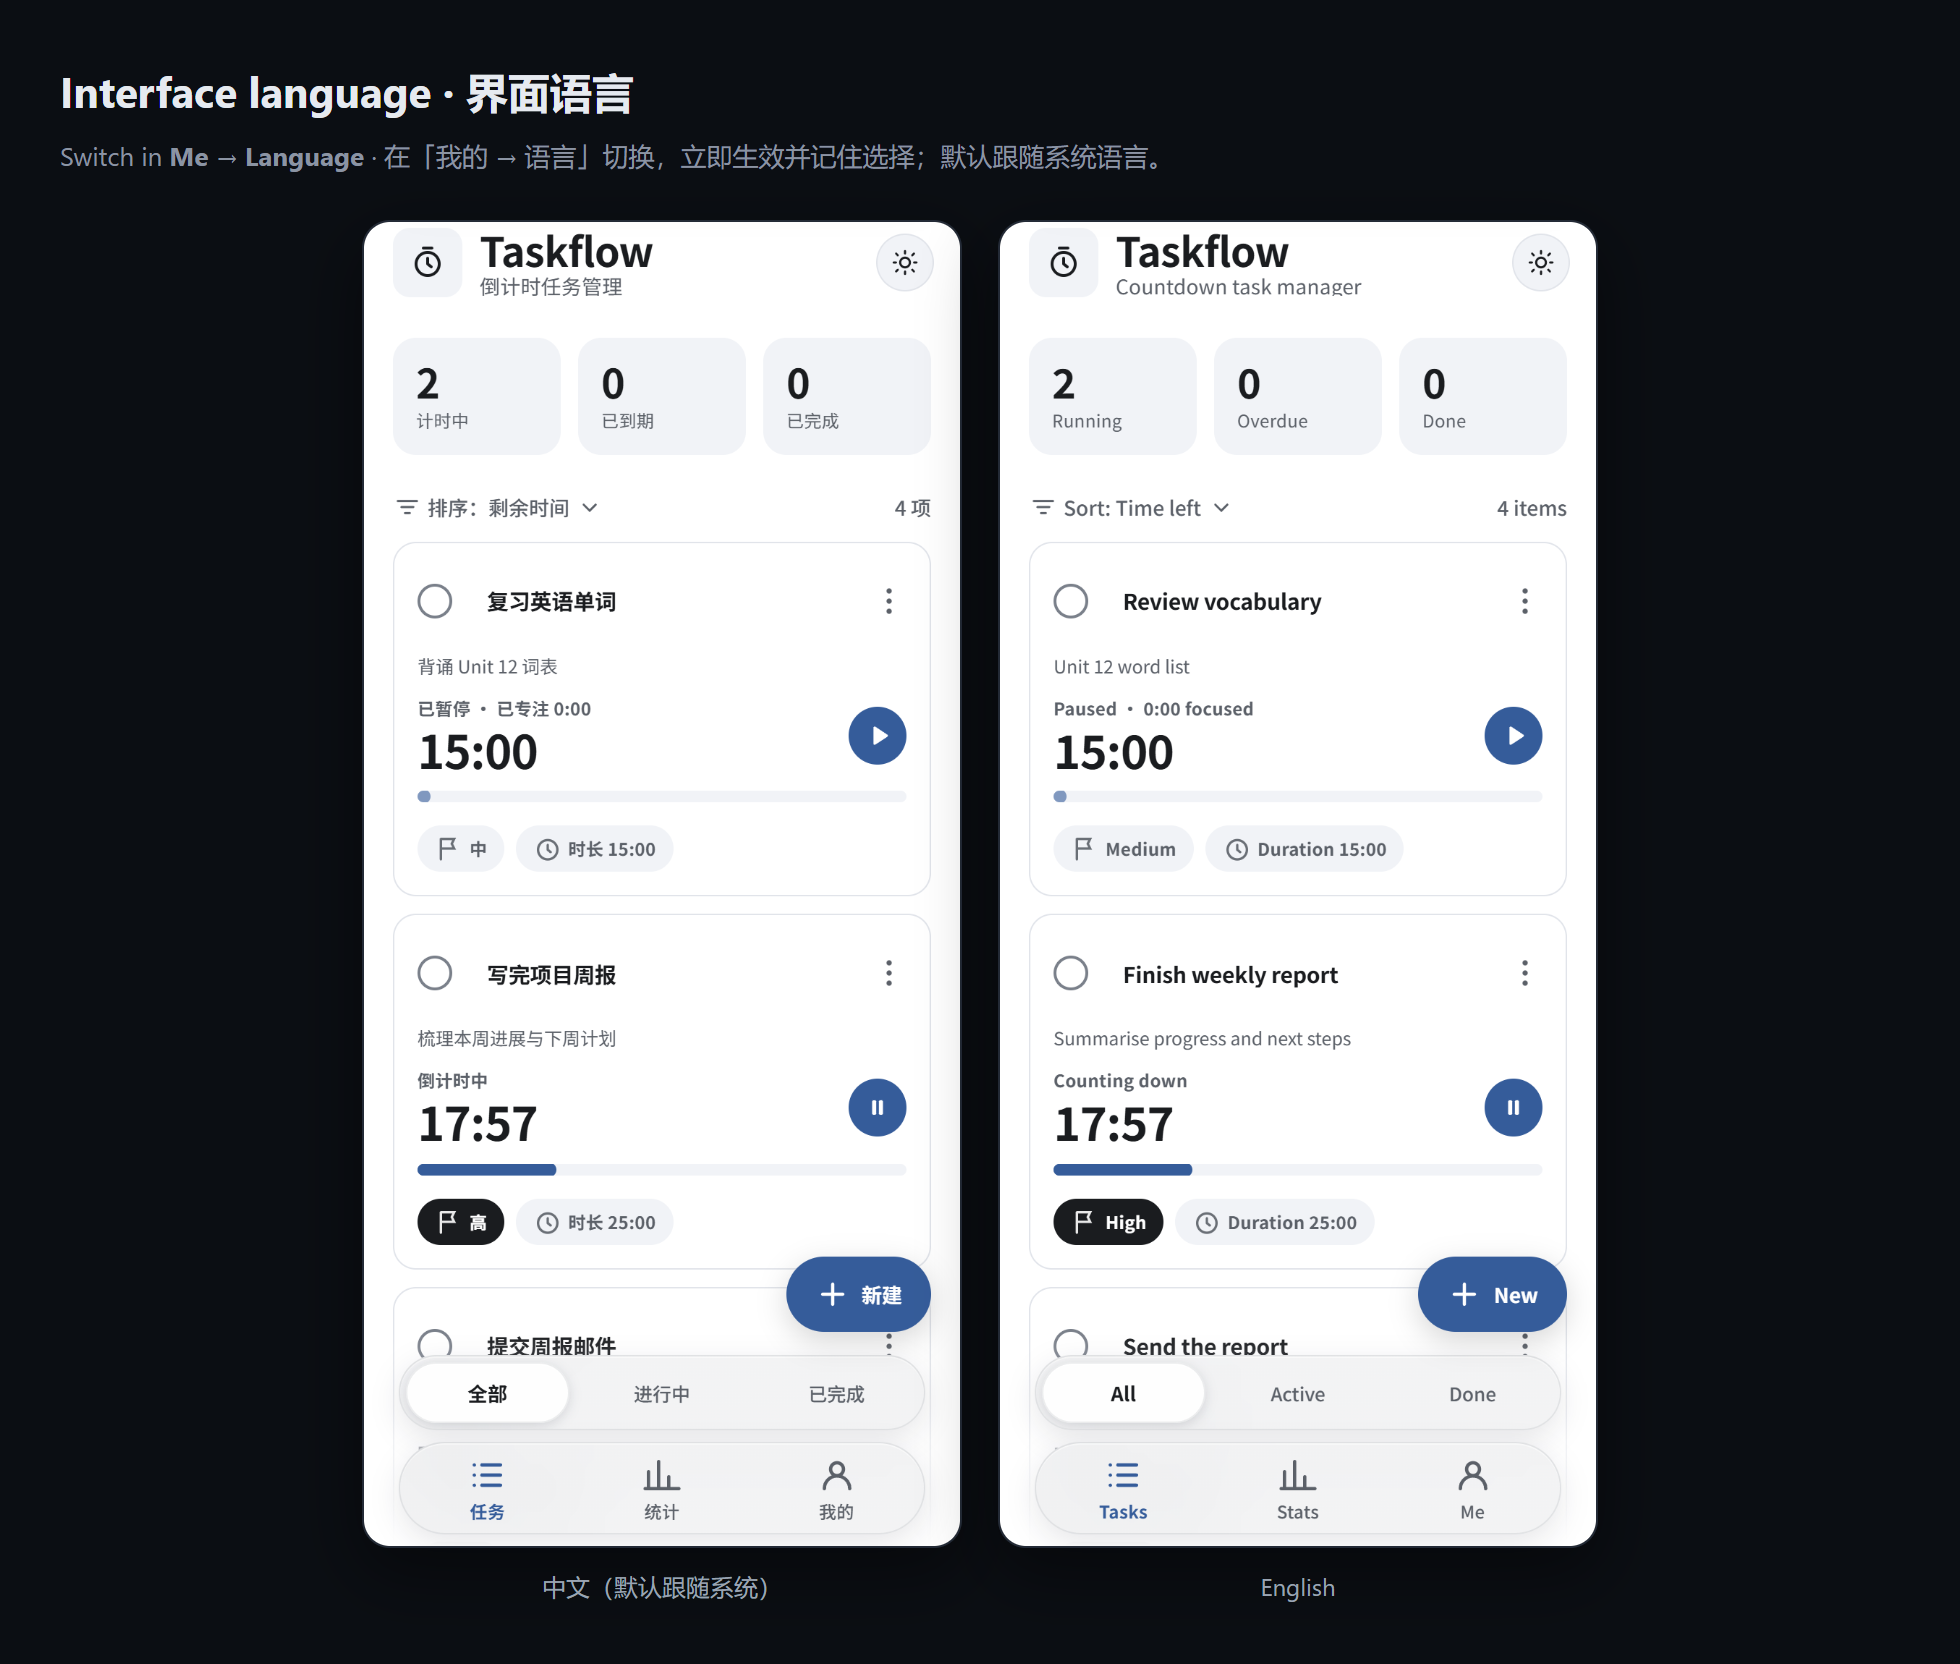 Interface language · 界面语言
Switch in Me → Language · 在「我的 → 语言」切换，立即生效并记住选择；默认跟随系统语言。
Taskflow
倒计时任务管理
2
计时中
0
已到期
0
已完成
排序：剩余时间
4 项
复习英语单词
背诵 Unit 12 词表
已暂停 · 已专注 0:00
15:00
中
时长 15:00
写完项目周报
梳理本周进展与下周计划
倒计时中
17:57
高
时长 25:00
新建
提交周报邮件
全部
进行中
已完成
任务
统计
我的
中文（默认跟随系统）
Taskflow
Countdown task manager
2
Running
0
Overdue
0
Done
Sort: Time left
4 items
Review vocabulary
Unit 12 word list
Paused · 0:00 focused
15:00
Medium
Duration 15:00
Finish weekly report
Summarise progress and next steps
Counting down
17:57
High
Duration 25:00
New
Send the report
All
Active
Done
Tasks
Stats
Me
English